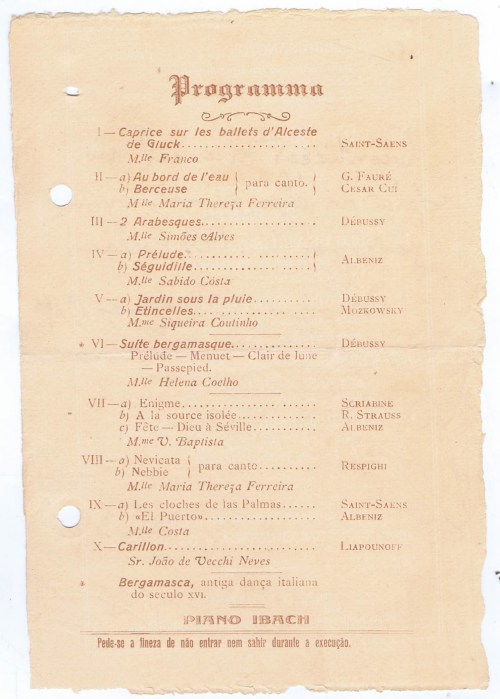 Programma
I — Caprice sur les ballets d'Alceste
de Gluck.................. SAINT-SAENS
M.lle Franco
II — a) Au bord de l'eau } para canto. G. FAURÉ
b) Berceuse CESAR CUI
M.lle Maria Thereza Ferreira
III — 2 Arabesques.................. DÉBUSSY
M.lle Simões Alves
IV — a) Prélude..................
b) Séguidille.................. ALBENIZ
M.lle Sabido Costa
V — a) Jardin sous la pluie.......... DÉBUSSY
b) Etincelles.................. MOZKOWSKY
M.me Siqueira Coutinho
* VI — Suite bergamasque............ DÉBUSSY
Prélude — Menuet — Clair de lune
— Passepied.
M.lle Helena Coelho
VII — a) Enigme.................. SCRIABINE
b) A la source isolée............ R. STRAUSS
c) Fête — Dieu à Séville......... ALBENIZ
M.me V. Baptista
VIII — a) Nevicata } para canto.......... RESPIGHI
b) Nebbie
M.lle Maria Thereza Ferreira
IX — a) Les cloches de las Palmas...... SAINT-SAENS
b) «El Puerto».................. ALBENIZ
M.lle Costa
X — Carillon.................. LIAPOUNOFF
Sr. João de Vecchi Neves
* Bergamasca, antiga dança italiana
do seculo XVI.
PIANO IBACH
Pede-se a fineza de não entrar nem sahir durante a execução.